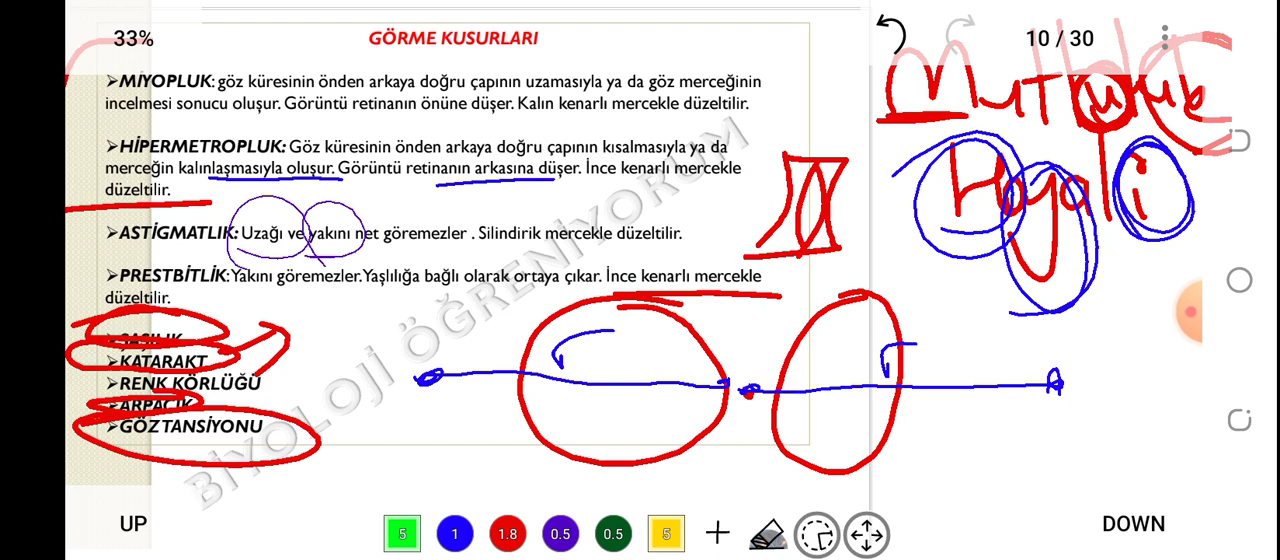 33%
GÖRME KUSURLARI
10 / 30
➢MİYOPLUK: göz küresinin önden arkaya doğru çapının uzamasıyla ya da göz merceğinin
incelmesi sonucu oluşur. Görüntü retinanın önüne düşer. Kalın kenarlı mercekle düzeltilir.
➢HİPERMETROPLUK: Göz küresinin önden arkaya doğru çapının kısalmasıyla ya da
merceğin kalınlaşmasıyla oluşur. Görüntü retinanın arkasına düşer. İnce kenarlı mercekle
düzeltilir.
➢ASTİGMATLIK: Uzağı ve yakını net göremezler . Silindirik mercekle düzeltilir.
➢PRESTBİTLİK: Yakını göremezler. Yaşlılığa bağlı olarak ortaya çıkar. İnce kenarlı mercekle
düzeltilir.
➢ŞAŞILIK
➢KATARAKT
➢RENK KÖRLÜĞÜ
➢ARPACIK
➢GÖZ TANSİYONU
BİYOLOJİ ÖĞRENİYORUM
UP
5
1
1.8
0.5
0.5
5
DOWN